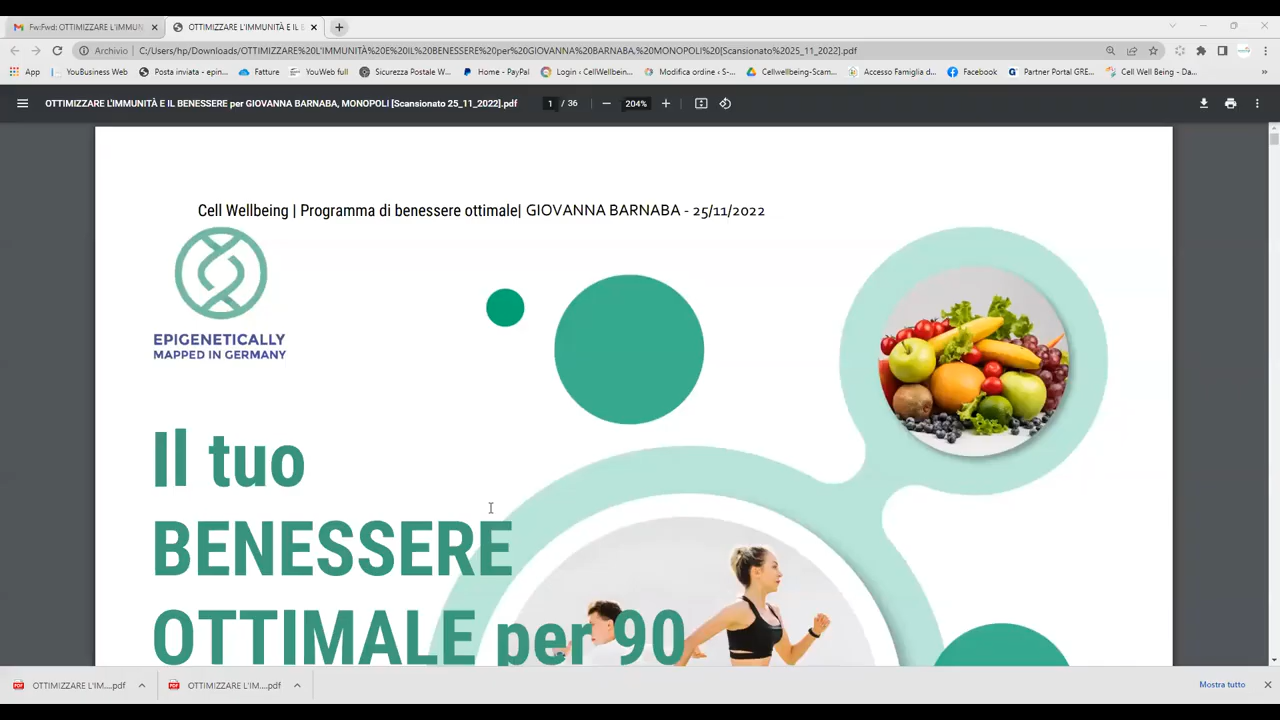 Fw:Fwd: OTTIMIZZARE L'IMMUN
OTTIMIZZARE L'IMMUNITÀ E IL B
Archivio
C:/Users/hp/Downloads/OTTIMIZZARE%20L'IMMUNITÀ%20E%20IL%20BENESSERE%20per%20GIOVANNA%20BARNABA,%20MONOPOLI%20[Scansionato%2025_11_2022].pdf
App
YouBusiness Web
Posta inviata - epin...
Fatture
YouWeb full
Sicurezza Postale W...
Home - PayPal
Login ‹ CellWellbein...
Modifica ordine ‹ S-...
Cellwellbeing-Scam...
Accesso Famiglia d...
Facebook
Partner Portal GRE...
Cell Well Being - Da...
OTTIMIZZARE L'IMMUNITÀ E IL BENESSERE per GIOVANNA BARNABA, MONOPOLI [Scansionato 25_11_2022].pdf
1 / 36
204%
Cell Wellbeing | Programma di benessere ottimale| GIOVANNA BARNABA - 25/11/2022
EPIGENETICALLY
MAPPED IN GERMANY
Il tuo
BENESSERE
OTTIMALE per 90
OTTIMIZZARE L'IM....pdf
OTTIMIZZARE L'IM....pdf
Mostra tutto